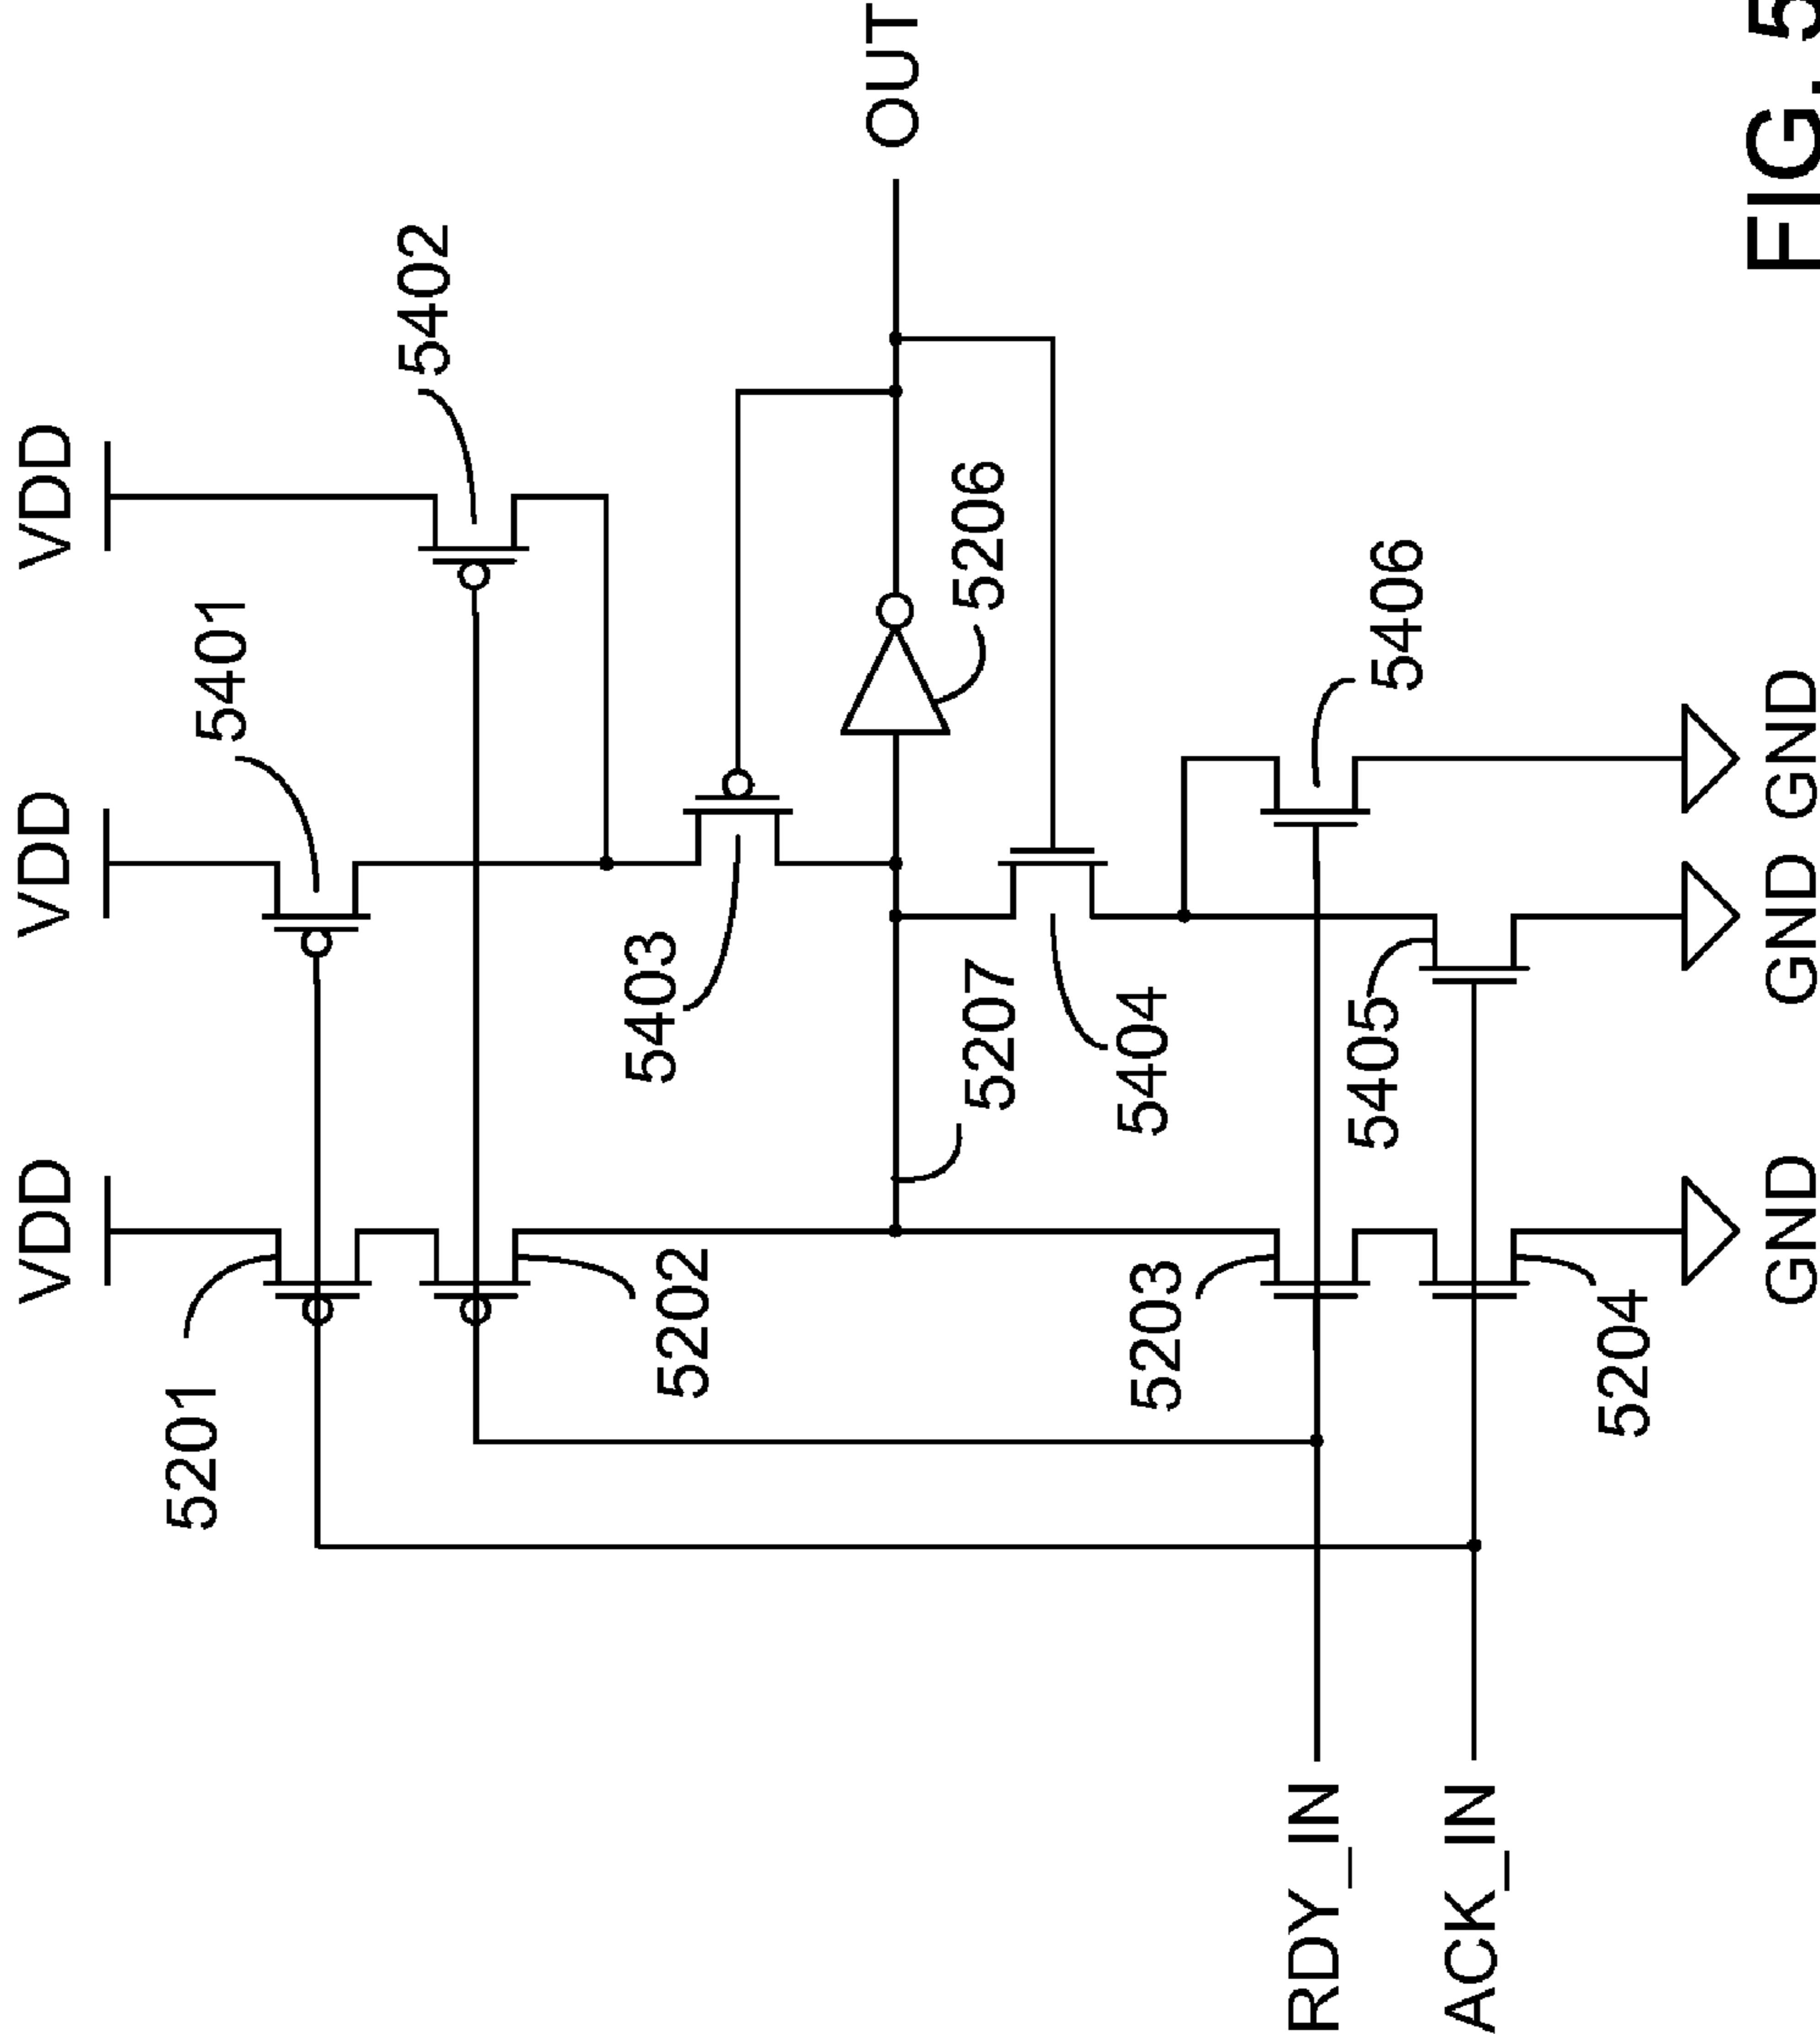 VDD
VDD
VDD
5201
5401
5402
5202
5403
5207
5206
OUT
5203
5404
5204
5405
5406
RDY_IN
ACK_IN
GND
GND
GND
FIG. 5